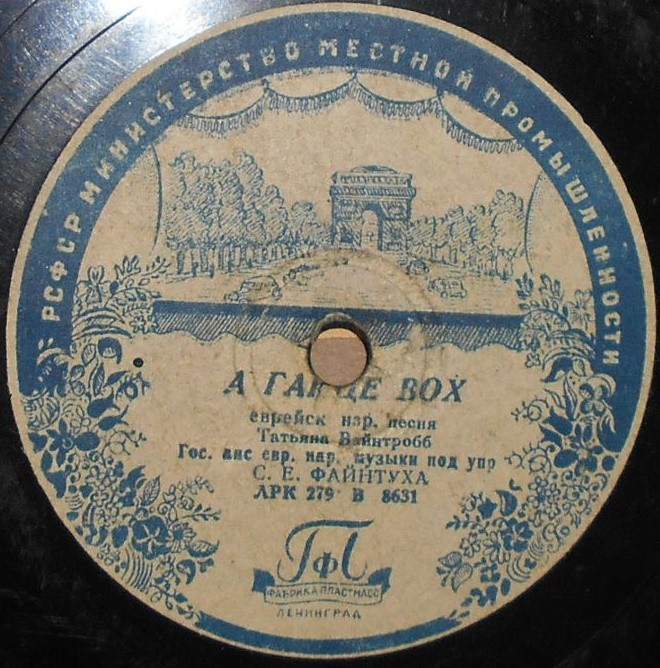 РСФСР МИНИСТЕРСТВО МЕСТНОЙ ПРОМЫШЛЕННОСТИ
А ГАНЦЕ ВОХ
еврейск нар. песня
Татьяна Вайнтробб
Гос. анс евр. нар. музыки под упр
С. Е. ФАЙНТУХА
ЛРК 279 В 8631
ГФЛ
ФАБРИКА ПЛАСТМАСС
ЛЕНИНГРАД